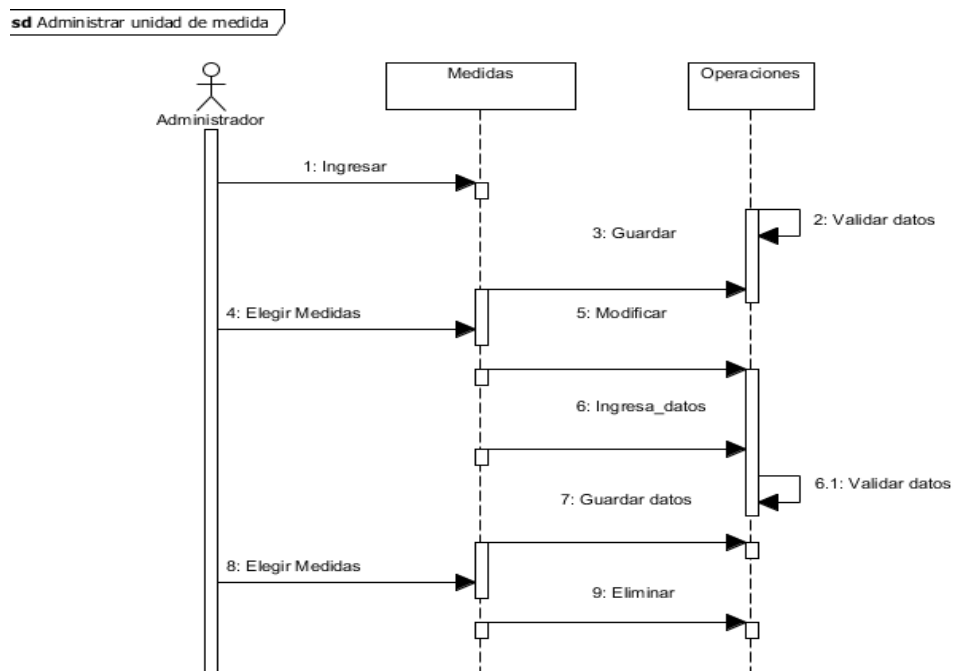 sd Administrar unidad de medida
Medidas
Operaciones
Administrador
1: Ingresar
2: Validar datos
3: Guardar
4: Elegir Medidas
5: Modificar
6: Ingresa_datos
6.1: Validar datos
7: Guardar datos
8: Elegir Medidas
9: Eliminar